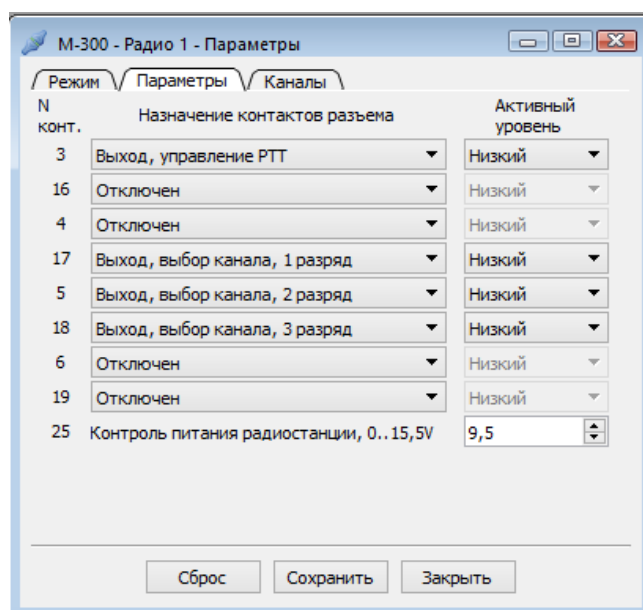 М-300 - Радио 1 - Параметры
Режим Параметры Каналы
N конт. Назначение контактов разъема Активный уровень
3 Выход, управление PTT Низкий
16 Отключен Низкий
4 Отключен Низкий
17 Выход, выбор канала, 1 разряд Низкий
5 Выход, выбор канала, 2 разряд Низкий
18 Выход, выбор канала, 3 разряд Низкий
6 Отключен Низкий
19 Отключен Низкий
25 Контроль питания радиостанции, 0..15,5V 9,5
Сброс Сохранить Закрыть